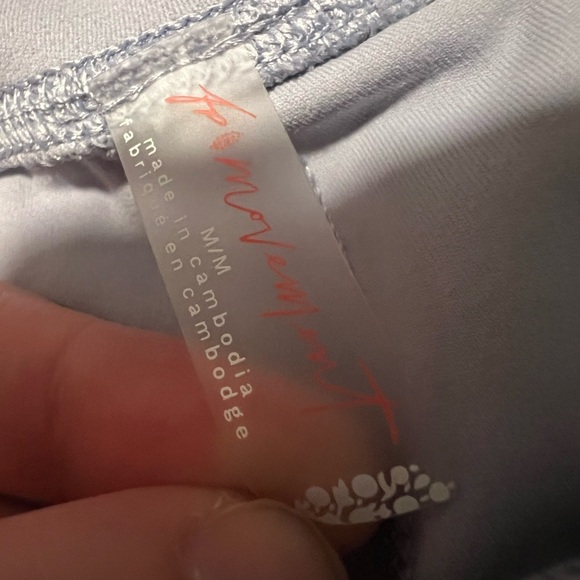 fp movement
M/M
made in cambodia
fabriqué en cambodge